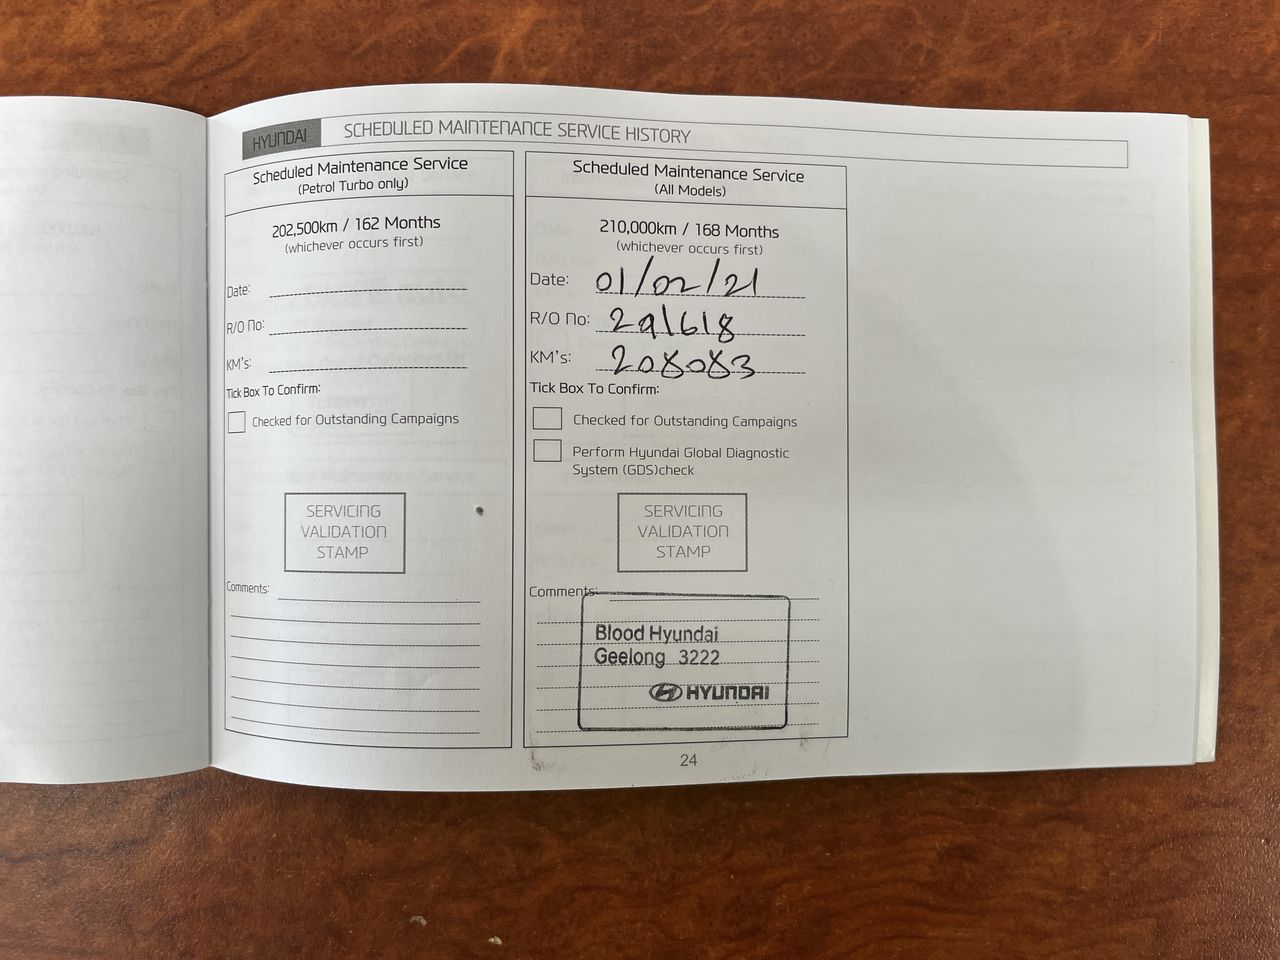 HYUNDAI SCHEDULED MAINTENANCE SERVICE HISTORY
Scheduled Maintenance Service
(Petrol Turbo only)
202,500km / 162 Months
(whichever occurs first)
Date:
R/O No:
KM's:
Tick Box To Confirm:
Checked for Outstanding Campaigns
SERVICING
VALIDATION
STAMP
Comments:
Scheduled Maintenance Service
(All Models)
210,000km / 168 Months
(whichever occurs first)
Date: 01/02/21
R/O No: 291618
KM's: 208083
Tick Box To Confirm:
Checked for Outstanding Campaigns
Perform Hyundai Global Diagnostic
System (GDS)check
SERVICING
VALIDATION
STAMP
Comments:
Blood Hyundai
Geelong 3222
HYUNDAI
24